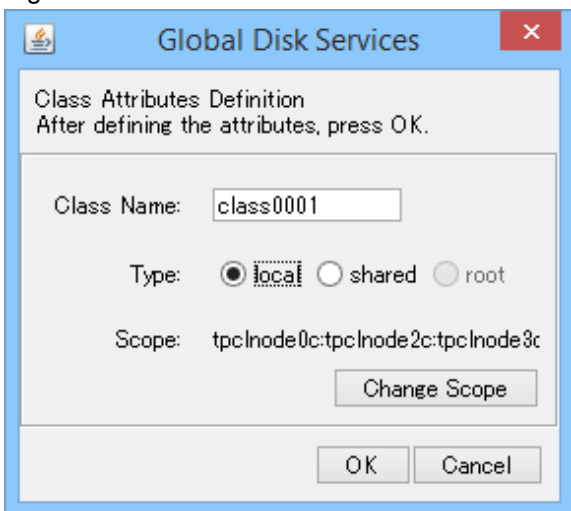 Global Disk Services
Class Attributes Definition
After defining the attributes, press OK.
Class Name: class0001
Type: local shared root
Scope: tpclnode0c:tpclnode2c:tpclnode3c
Change Scope
OK Cancel